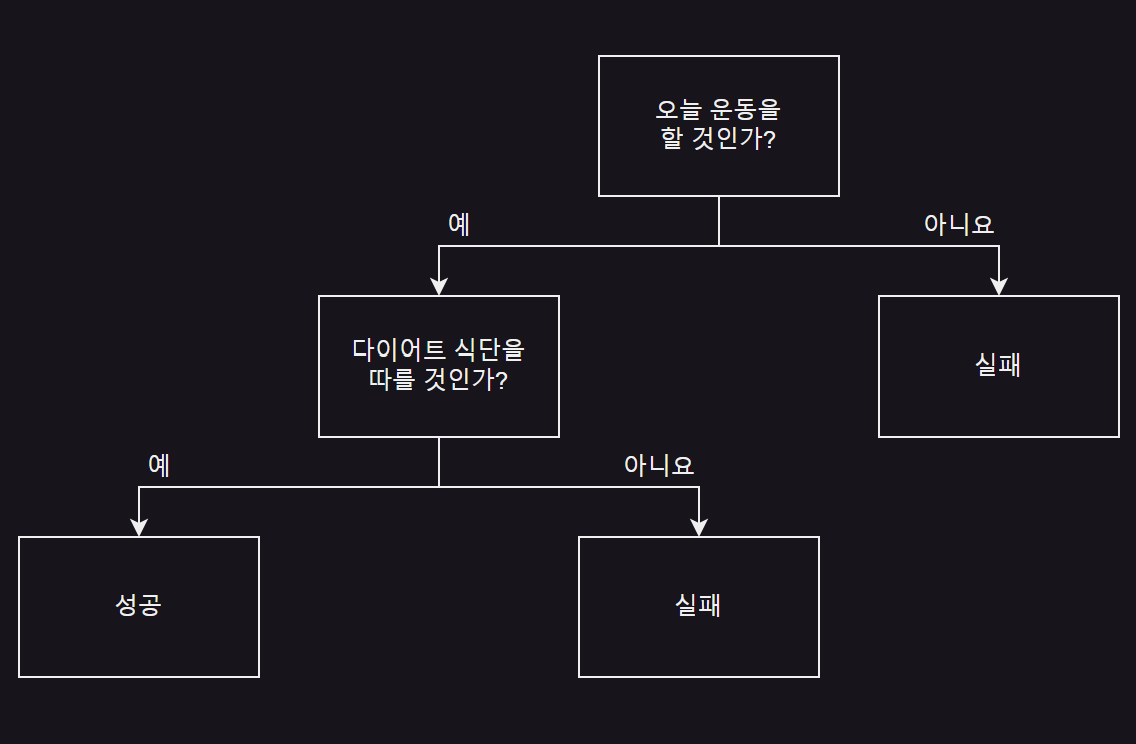 오늘 운동을
할 것인가?
예
아니요
다이어트 식단을
따를 것인가?
실패
예
아니요
성공
실패